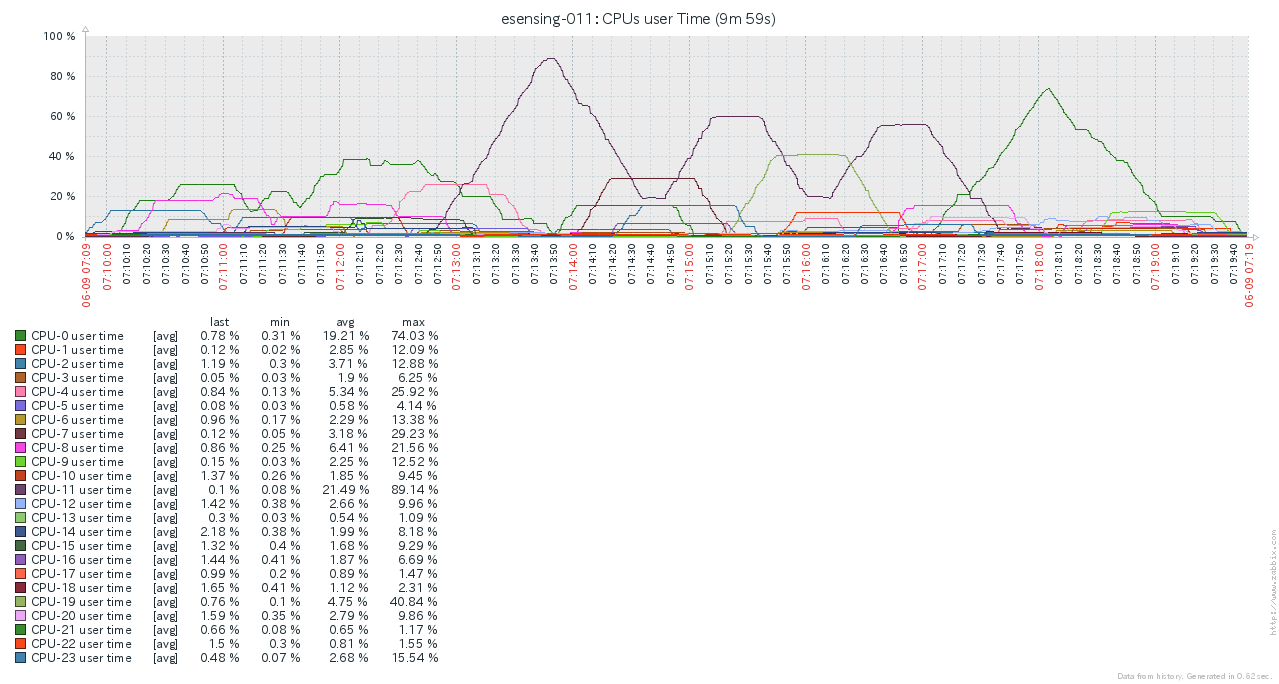 esensing-011: CPUs user Time (9m 59s)
100 %
80 %
60 %
40 %
20 %
0 %
06-09 07:09
07:10:00
07:10:10
07:10:20
07:10:30
07:10:40
07:10:50
07:11:00
07:11:10
07:11:20
07:11:30
07:11:40
07:11:50
07:12:00
07:12:10
07:12:20
07:12:30
07:12:40
07:12:50
07:13:00
07:13:10
07:13:20
07:13:30
07:13:40
07:13:50
07:14:00
07:14:10
07:14:20
07:14:30
07:14:40
07:14:50
07:15:00
07:15:10
07:15:20
07:15:30
07:15:40
07:15:50
07:16:00
07:16:10
07:16:20
07:16:30
07:16:40
07:16:50
07:17:00
07:17:10
07:17:20
07:17:30
07:17:40
07:17:50
07:18:00
07:18:10
07:18:20
07:18:30
07:18:40
07:18:50
07:19:00
07:19:10
07:19:20
07:19:30
07:19:40
06-09 07:19
last min avg max
CPU-0 user time [avg] 0.78 % 0.31 % 19.21 % 74.03 %
CPU-1 user time [avg] 0.12 % 0.02 % 2.85 % 12.09 %
CPU-2 user time [avg] 1.19 % 0.3 % 3.71 % 12.88 %
CPU-3 user time [avg] 0.05 % 0.03 % 1.9 % 6.25 %
CPU-4 user time [avg] 0.84 % 0.13 % 5.34 % 25.92 %
CPU-5 user time [avg] 0.08 % 0.03 % 0.58 % 4.14 %
CPU-6 user time [avg] 0.96 % 0.17 % 2.29 % 13.38 %
CPU-7 user time [avg] 0.12 % 0.05 % 3.18 % 29.23 %
CPU-8 user time [avg] 0.86 % 0.25 % 6.41 % 21.56 %
CPU-9 user time [avg] 0.15 % 0.03 % 2.25 % 12.52 %
CPU-10 user time [avg] 1.37 % 0.26 % 1.85 % 9.45 %
CPU-11 user time [avg] 0.1 % 0.08 % 21.49 % 89.14 %
CPU-12 user time [avg] 1.42 % 0.38 % 2.66 % 9.96 %
CPU-13 user time [avg] 0.3 % 0.03 % 0.54 % 1.09 %
CPU-14 user time [avg] 2.18 % 0.38 % 1.99 % 8.18 %
CPU-15 user time [avg] 1.32 % 0.4 % 1.68 % 9.29 %
CPU-16 user time [avg] 1.44 % 0.41 % 1.87 % 6.69 %
CPU-17 user time [avg] 0.99 % 0.2 % 0.89 % 1.47 %
CPU-18 user time [avg] 1.65 % 0.41 % 1.12 % 2.31 %
CPU-19 user time [avg] 0.76 % 0.1 % 4.75 % 40.84 %
CPU-20 user time [avg] 1.59 % 0.35 % 2.79 % 9.86 %
CPU-21 user time [avg] 0.66 % 0.08 % 0.65 % 1.17 %
CPU-22 user time [avg] 1.5 % 0.3 % 0.81 % 1.55 %
CPU-23 user time [avg] 0.48 % 0.07 % 2.68 % 15.54 %
http://www.zabbix.com
Data from history. Generated in 0.62 sec.